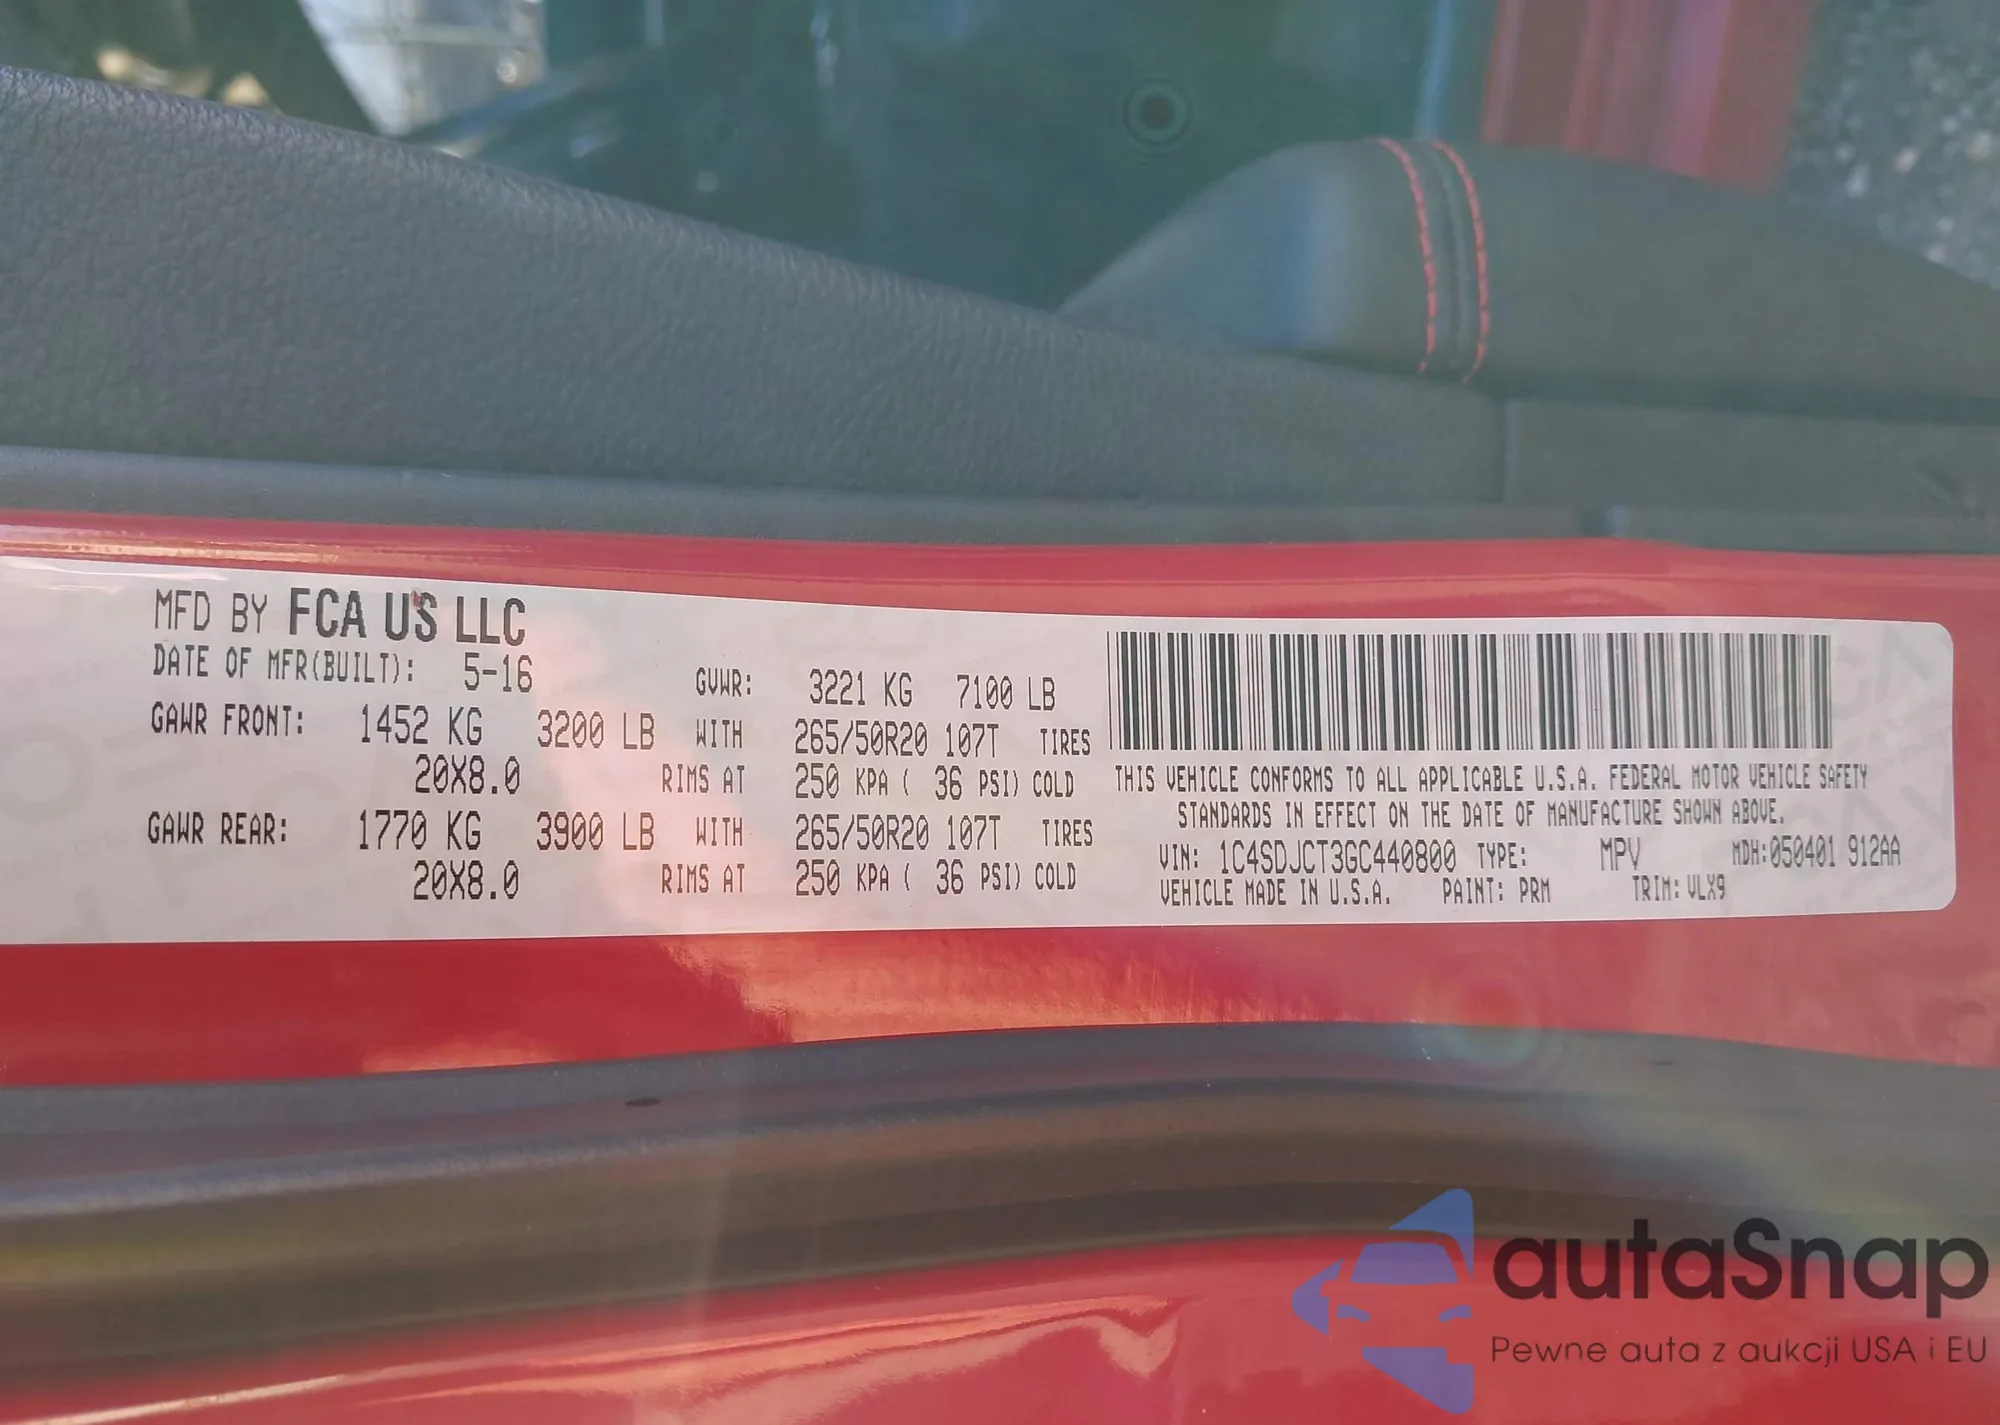 MFD BY FCA US LLC
DATE OF MFR(BUILT): 5-16 GVWR: 3221 KG 7100 LB
GAWR FRONT: 1452 KG 3200 LB WITH 265/50R20 107T TIRES
20X8.0 RIMS AT 250 KPA ( 36 PSI) COLD
GAWR REAR: 1770 KG 3900 LB WITH 265/50R20 107T TIRES
20X8.0 RIMS AT 250 KPA ( 36 PSI) COLD
THIS VEHICLE CONFORMS TO ALL APPLICABLE U.S.A. FEDERAL MOTOR VEHICLE SAFETY
STANDARDS IN EFFECT ON THE DATE OF MANUFACTURE SHOWN ABOVE.
VIN: 1C4SDJCT3GC440800 TYPE: MPV MDH:050401 912AA
VEHICLE MADE IN U.S.A. PAINT: PRM TRIM: VLX9
autaSnap
Pewne auta z aukcji USA i EU